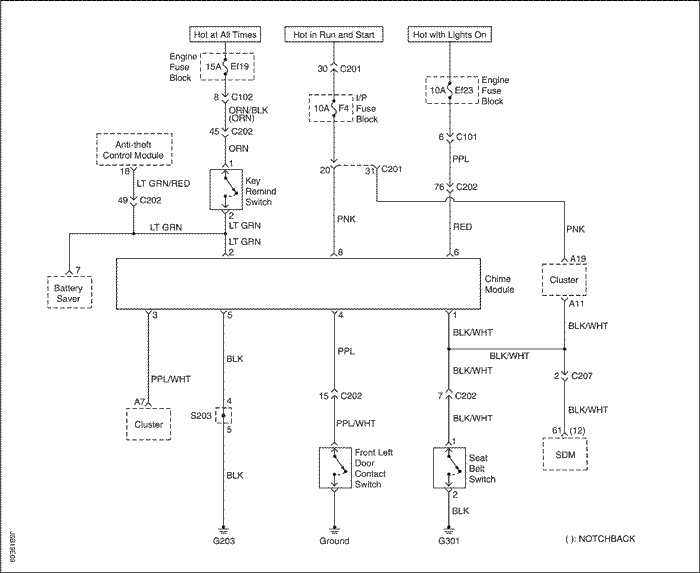 Hot at All Times
Hot in Run and Start
Hot with Lights On
Engine
Fuse
Block
15A
Ef19
30
C201
10A
Ef23
Engine
Fuse
Block
8
C102
ORN/BLK
(ORN)
10A
F4
I/P
Fuse
Block
45
C202
6
C101
Anti-theft
Control Module
ORN
PPL
18
1
20
31
C201
LT GRN/RED
Key
Remind
Switch
76
C202
49
C202
2
LT GRN
LT GRN
PNK
RED
PNK
LT GRN
2
8
6
A19
7
Battery
Saver
Chime
Module
Cluster
A11
3
5
4
1
BLK/WHT
BLK/WHT
BLK
PPL
BLK/WHT
PPL/WHT
BLK/WHT
2
C207
A7
4
15
C202
7
C202
BLK/WHT
Cluster
S203
5
PPL/WHT
BLK/WHT
61
(12)
1
SDM
BLK
Front Left
Door
Contact
Switch
Seat
Belt
Switch
2
BLK
G203
Ground
G301
( ): NOTCHBACK